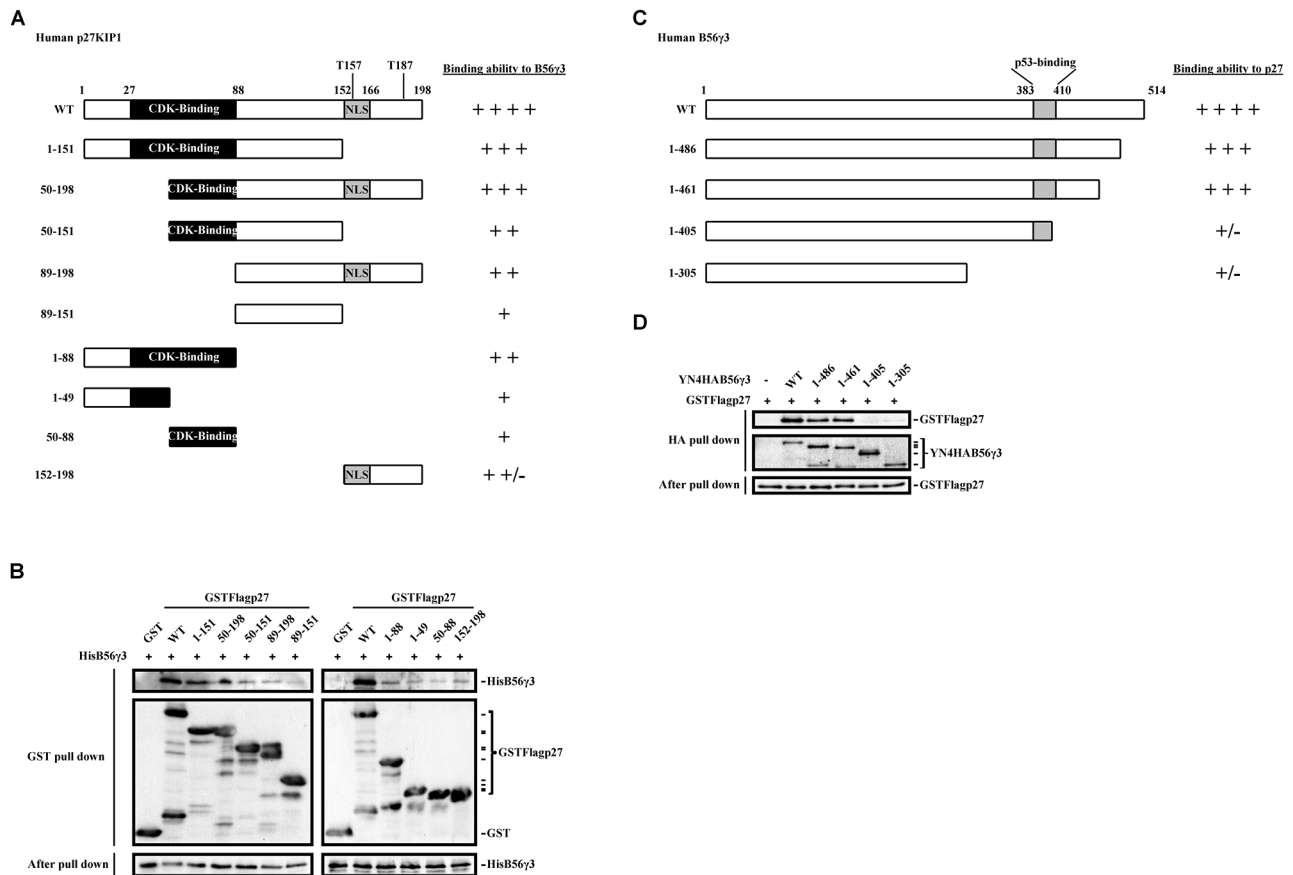 A
Human p27KIP1
T157 T187
Binding ability to B56γ3
1 27 88 152 166 198
WT CDK-Binding NLS + + + +
1-151 CDK-Binding + + +
50-198 CDK-Binding NLS + + +
50-151 CDK-Binding + +
89-198 NLS + +
89-151 +
1-88 CDK-Binding + +
1-49 +
50-88 CDK-Binding +
152-198 NLS + +/-
B
GSTFlagp27
GST WT 1-151 50-198 50-151 89-198 89-151
HisB56γ3 + + + + + + +
GSTFlagp27
GST WT 1-88 1-49 50-88 152-198
+ + + + + +
-HisB56γ3
GST pull down
GSTFlagp27
-GST
After pull down
-HisB56γ3
C
Human B56γ3
p53-binding
Binding ability to p27
1 383 410 514
WT + + + +
1-486 + + +
1-461 + + +
1-405 +/-
1-305 +/-
D
YN4HAB56γ3 - WT 1-486 1-461 1-405 1-305
GSTFlagp27 + + + + + +
-GSTFlagp27
HA pull down
-YN4HAB56γ3
After pull down
-GSTFlagp27